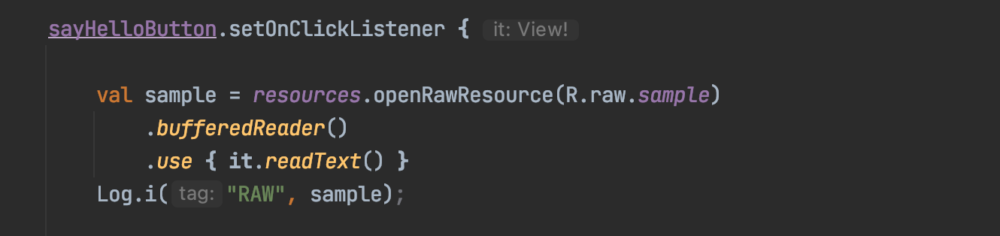 sayHelloButton.setOnClickListener { it: View!
val sample = resources.openRawResource(R.raw.sample)
.bufferedReader()
.use { it.readText() }
Log.i( tag: "RAW", sample);